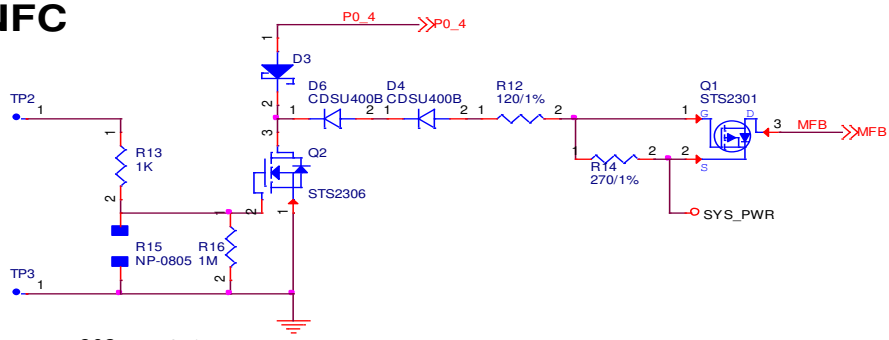 NFC
P0_4
P0_4
1
D3
2
D6
CDSU400B
D4
CDSU400B
R12
120/1%
Q1
STS2301
TP2
1
1
2
1
2
1
2
1
G
D
3
MFB
MFB
1
R13
1K
2
3
Q2
STS2306
2
1
1
2
R14
270/1%
2
S
SYS_PWR
1
R15
NP-0805
R16
1M
2
TP3
1